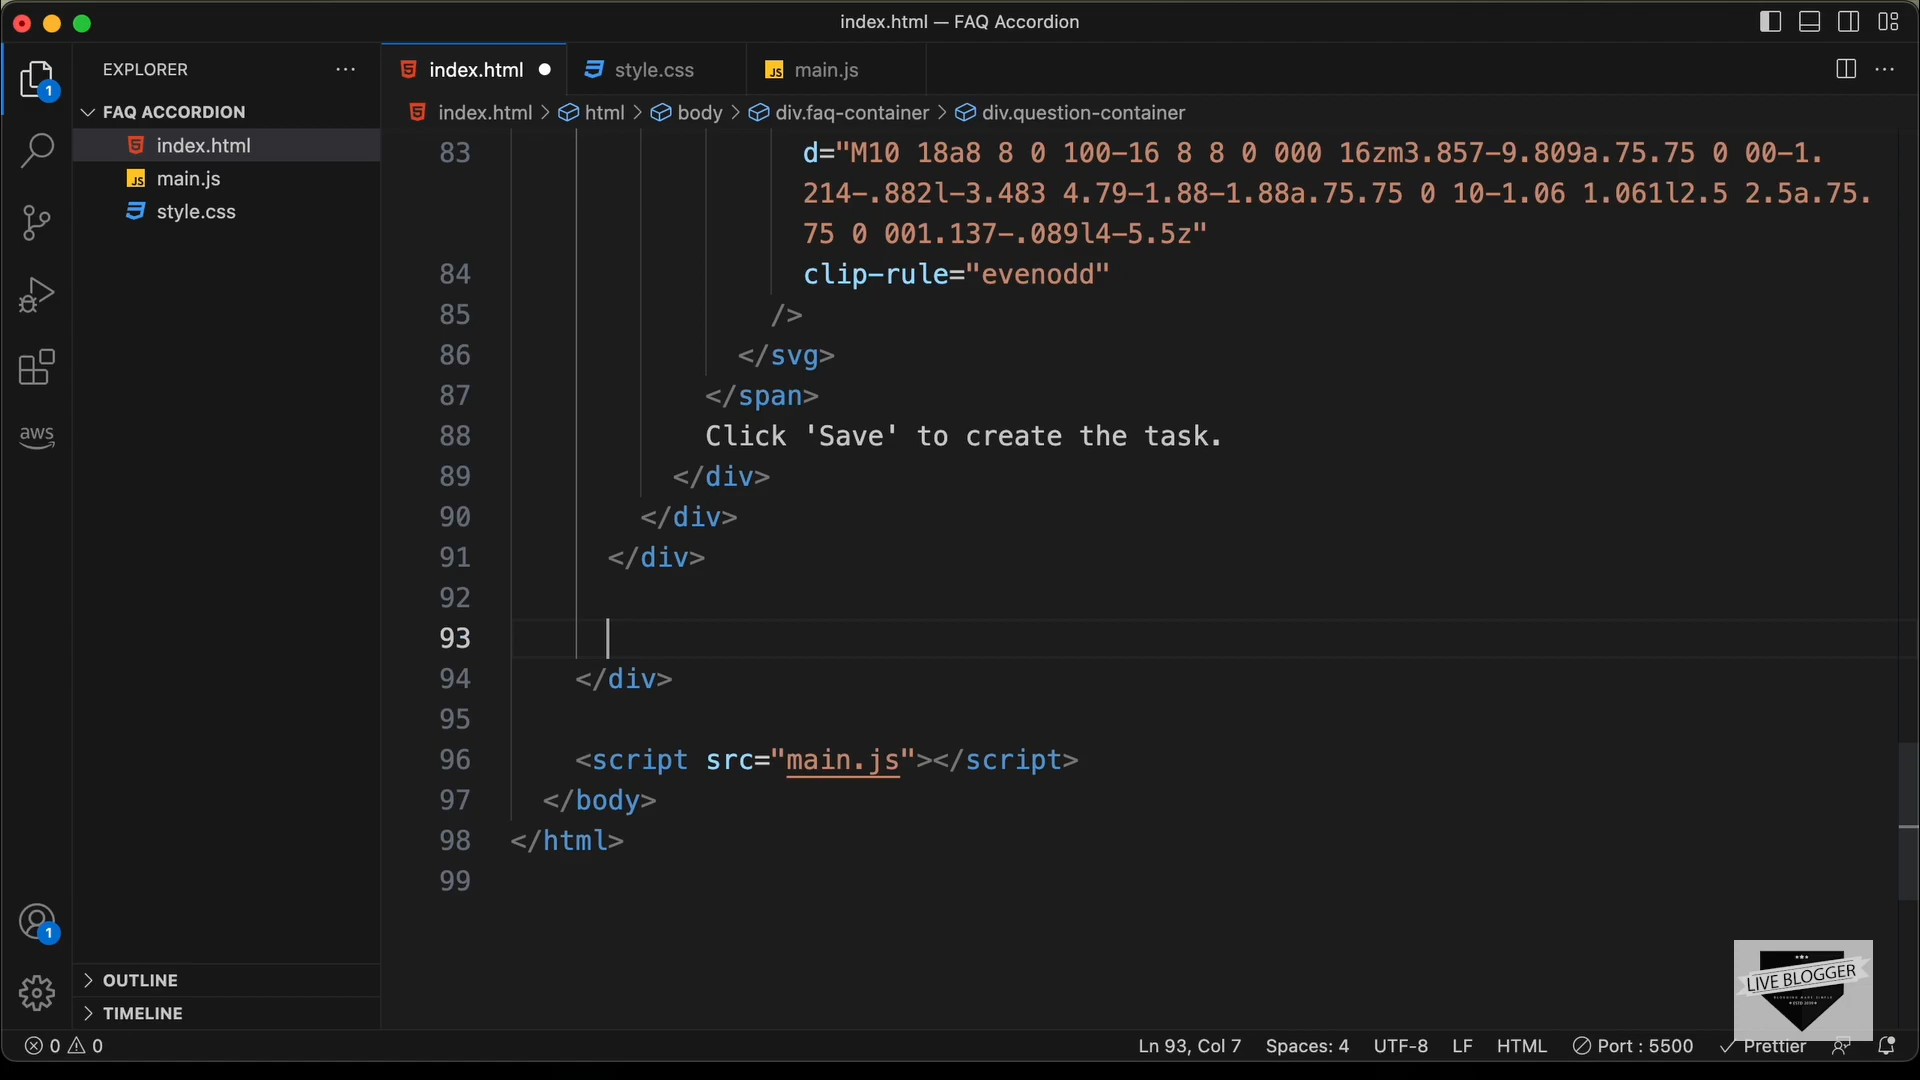 index.html — FAQ Accordion
EXPLORER
FAQ ACCORDION
index.html
main.js
style.css
1
aws
1
OUTLINE
TIMELINE
index.html
style.css
main.js
index.html > html > body > div.faq-container > div.question-container
83 d="M10 18a8 8 0 100-16 8 8 0 000 16zm3.857-9.809a.75.75 0 00-1.
214-.882l-3.483 4.79-1.88-1.88a.75.75 0 10-1.06 1.061l2.5 2.5a.75.
75 0 001.137-.089l4-5.5z"
84 clip-rule="evenodd"
85 />
86 </svg>
87 </span>
88 Click 'Save' to create the task.
89 </div>
90 </div>
91 </div>
92
93
94 </div>
95
96 <script src="main.js"></script>
97 </body>
98 </html>
99
LIVE BLOGGER
0 0
Ln 93, Col 7 Spaces: 4 UTF-8 LF HTML Port : 5500 Prettier